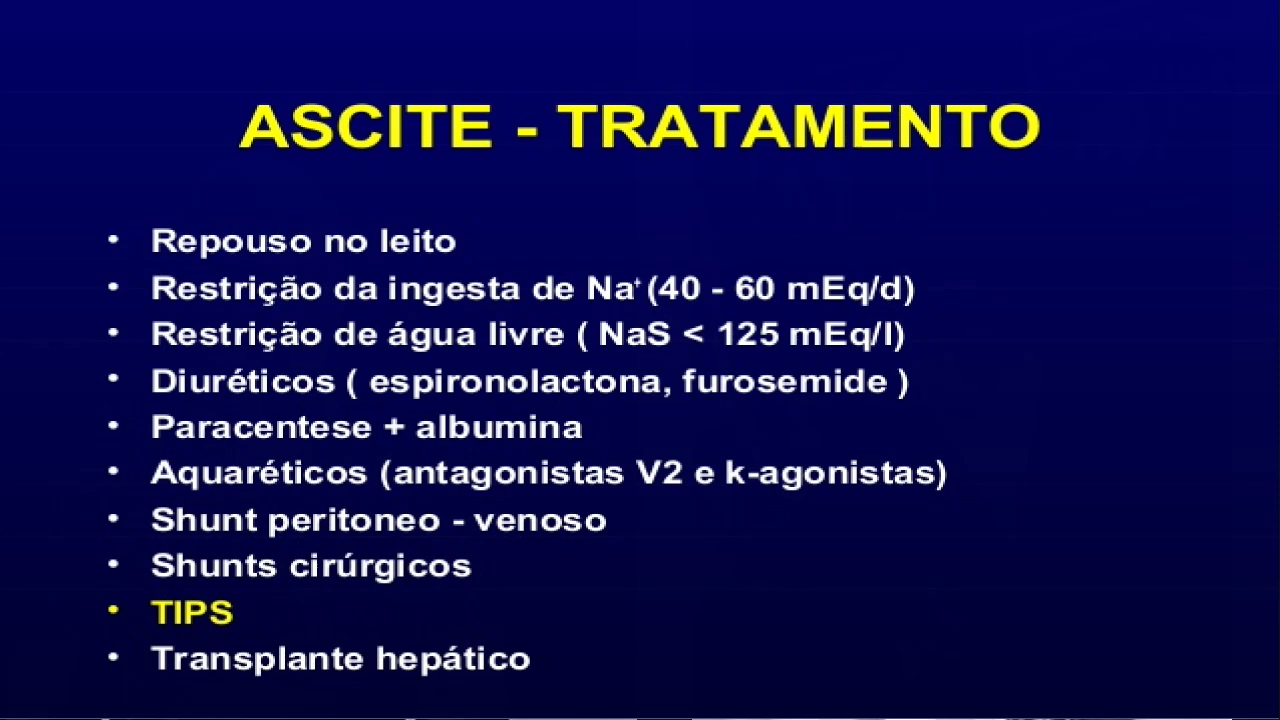 ASCITE - TRATAMENTO
• Repouso no leito
• Restrição da ingesta de Na⁺ (40 - 60 mEq/d)
• Restrição de água livre ( NaS < 125 mEq/l)
• Diuréticos ( espironolactona, furosemide )
• Paracentese + albumina
• Aquaréticos (antagonistas V2 e k-agonistas)
• Shunt peritoneo - venoso
• Shunts cirúrgicos
• TIPS
• Transplante hepático